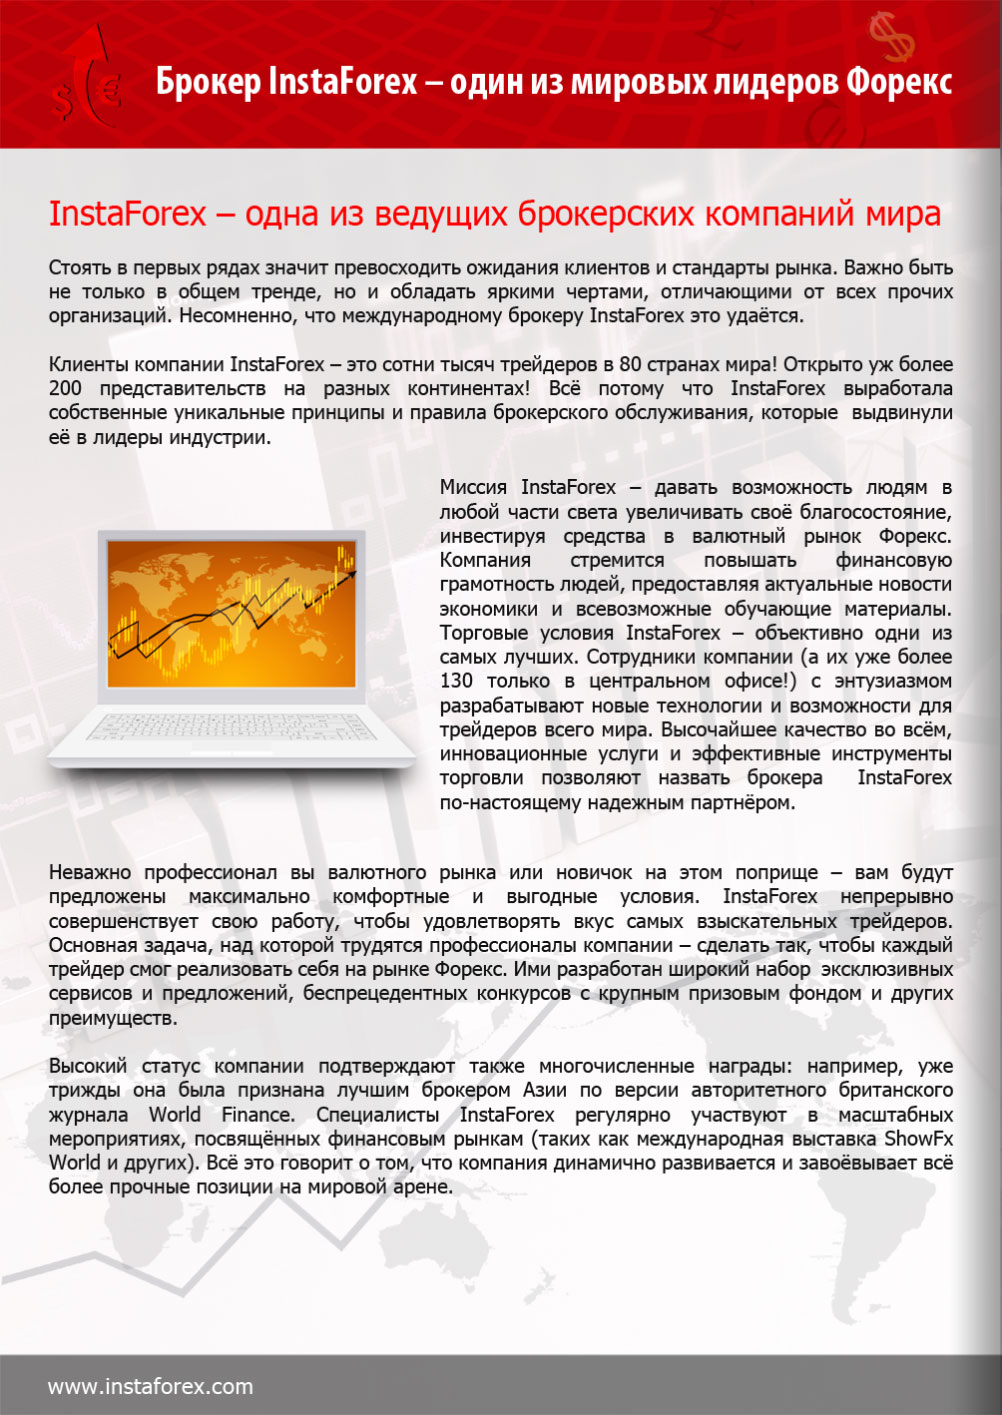 Брокер InstaForex – один из мировых лидеров Форекс
InstaForex – одна из ведущих брокерских компаний мира
Стоять в первых рядах значит превосходить ожидания клиентов и стандарты рынка. Важно быть
не только в общем тренде, но и обладать яркими чертами, отличающими от всех прочих
организаций. Несомненно, что международному брокеру InstaForex это удаётся.
Клиенты компании InstaForex – это сотни тысяч трейдеров в 80 странах мира! Открыто уж более
200 представительств на разных континентах! Всё потому что InstaForex выработала
собственные уникальные принципы и правила брокерского обслуживания, которые выдвинули
её в лидеры индустрии.
Миссия InstaForex – давать возможность людям в
любой части света увеличивать своё благосостояние,
инвестируя средства в валютный рынок Форекс.
Компания стремится повышать финансовую
грамотность людей, предоставляя актуальные новости
экономики и всевозможные обучающие материалы.
Торговые условия InstaForex – объективно одни из
самых лучших. Сотрудники компании (а их уже более
130 только в центральном офисе!) с энтузиазмом
разрабатывают новые технологии и возможности для
трейдеров всего мира. Высочайшее качество во всём,
инновационные услуги и эффективные инструменты
торговли позволяют назвать брокера InstaForex
по-настоящему надежным партнёром.
Неважно профессионал вы валютного рынка или новичок на этом поприще – вам будут
предложены максимально комфортные и выгодные условия. InstaForex непрерывно
совершенствует свою работу, чтобы удовлетворять вкус самых взыскательных трейдеров.
Основная задача, над которой трудятся профессионалы компании – сделать так, чтобы каждый
трейдер смог реализовать себя на рынке Форекс. Ими разработан широкий набор эксклюзивных
сервисов и предложений, беспрецедентных конкурсов с крупным призовым фондом и других
преимуществ.
Высокий статус компании подтверждают также многочисленные награды: например, уже
трижды она была признана лучшим брокером Азии по версии авторитетного британского
журнала World Finance. Специалисты InstaForex регулярно участвуют в масштабных
мероприятиях, посвящённых финансовым рынкам (таких как международная выставка ShowFx
World и других). Всё это говорит о том, что компания динамично развивается и завоёвывает всё
более прочные позиции на мировой арене.
www.instaforex.com